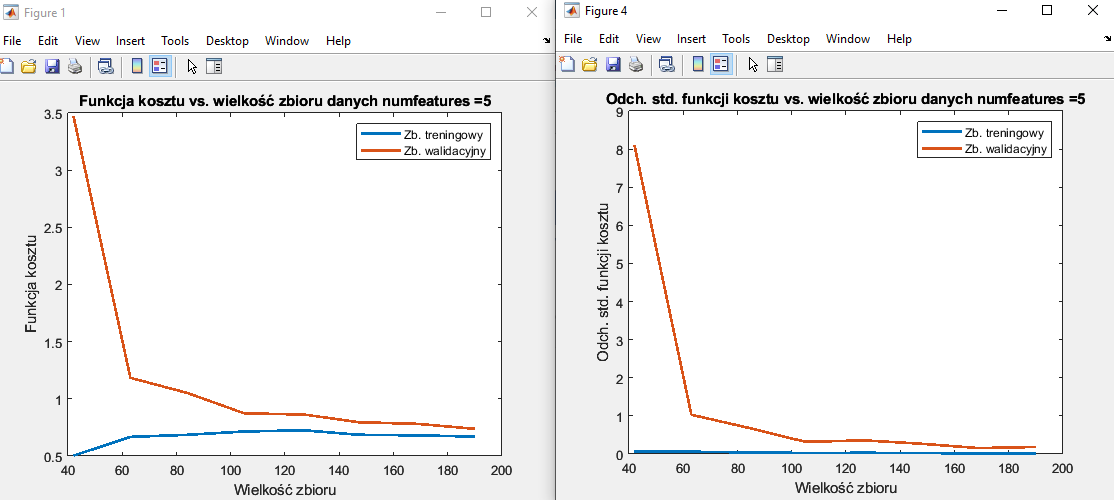 Figure 1
File Edit View Insert Tools Desktop Window Help
Funkcja kosztu vs. wielkość zbioru danych numfeatures =5
3.5
3
2.5
2
1.5
1
0.5
Funkcja kosztu
Zb. treningowy
Zb. walidacyjny
40 60 80 100 120 140 160 180 200
Wielkość zbioru
Figure 4
File Edit View Insert Tools Desktop Window Help
Odch. std. funkcji kosztu vs. wielkość zbioru danych numfeatures =5
9
8
7
6
5
4
3
2
1
0
Odch. std. funkcji kosztu
Zb. treningowy
Zb. walidacyjny
40 60 80 100 120 140 160 180 200
Wielkość zbioru